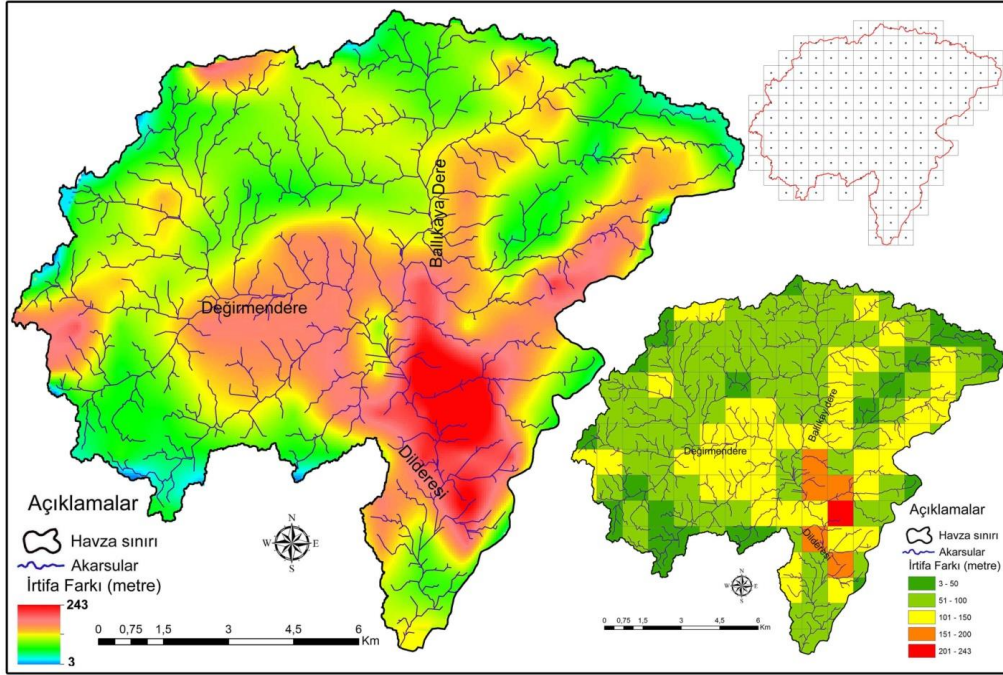 Ballıkaya Dere
Değirmendere
Dilderesi
Açıklamalar
Havza sınırı
Akarsular
İrtifa Farkı (metre)
243
3
N
W E
S
0 0,75 1,5 3 4,5 6
Km
Ballıkayadere
Değirmendere
Dilderesi
Açıklamalar
Havza sınırı
Akarsular
İrtifa Farkı (metre)
3 - 50
51 - 100
101 - 150
151 - 200
201 - 243
N
W E
S
0 0,75 1,5 3 4,5 6
Km